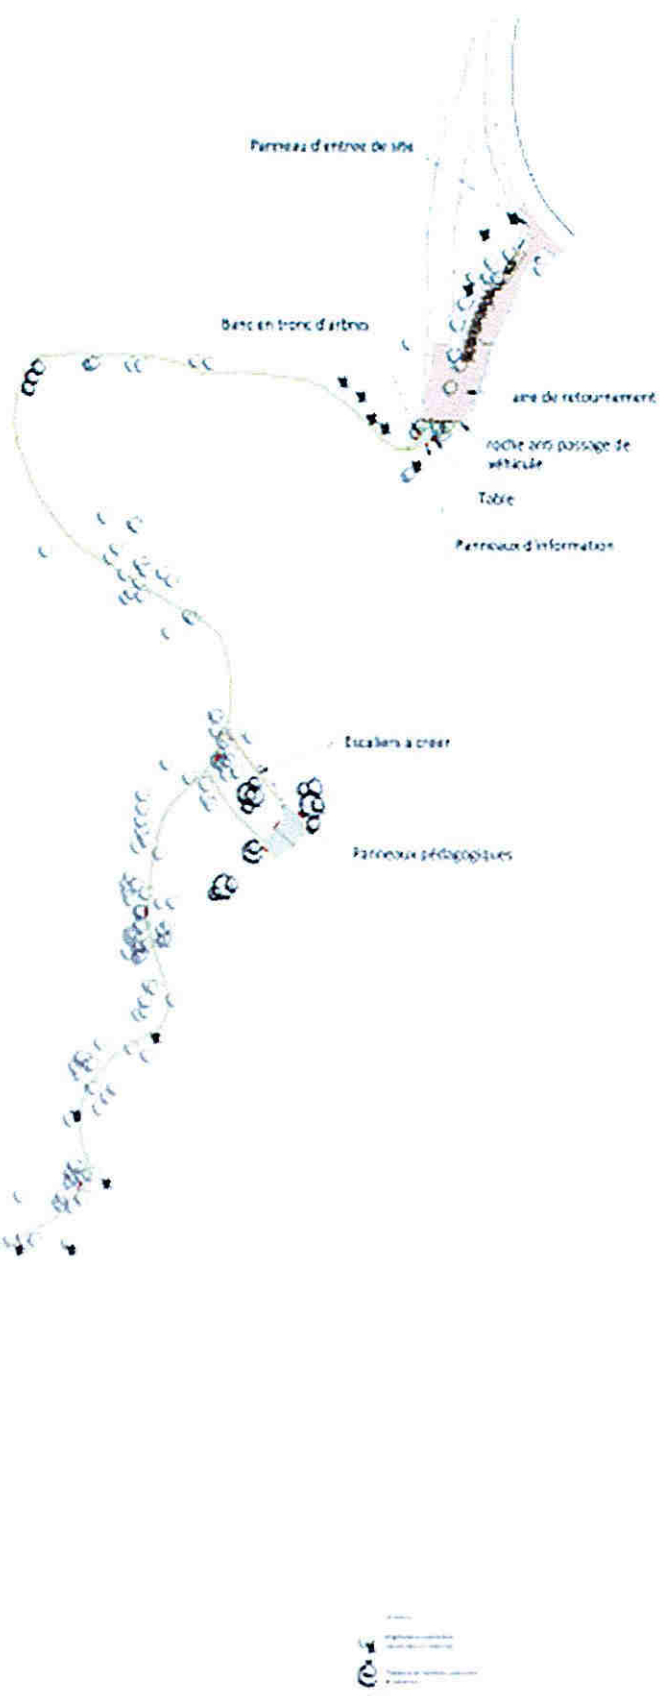 Panneau d'entrée de site
Banc en tronc d'arbres
aire de retournement
roche anti passage de
véhicule
Table
Panneaux d'information
Escaliers a créer
Panneaux pédagogiques